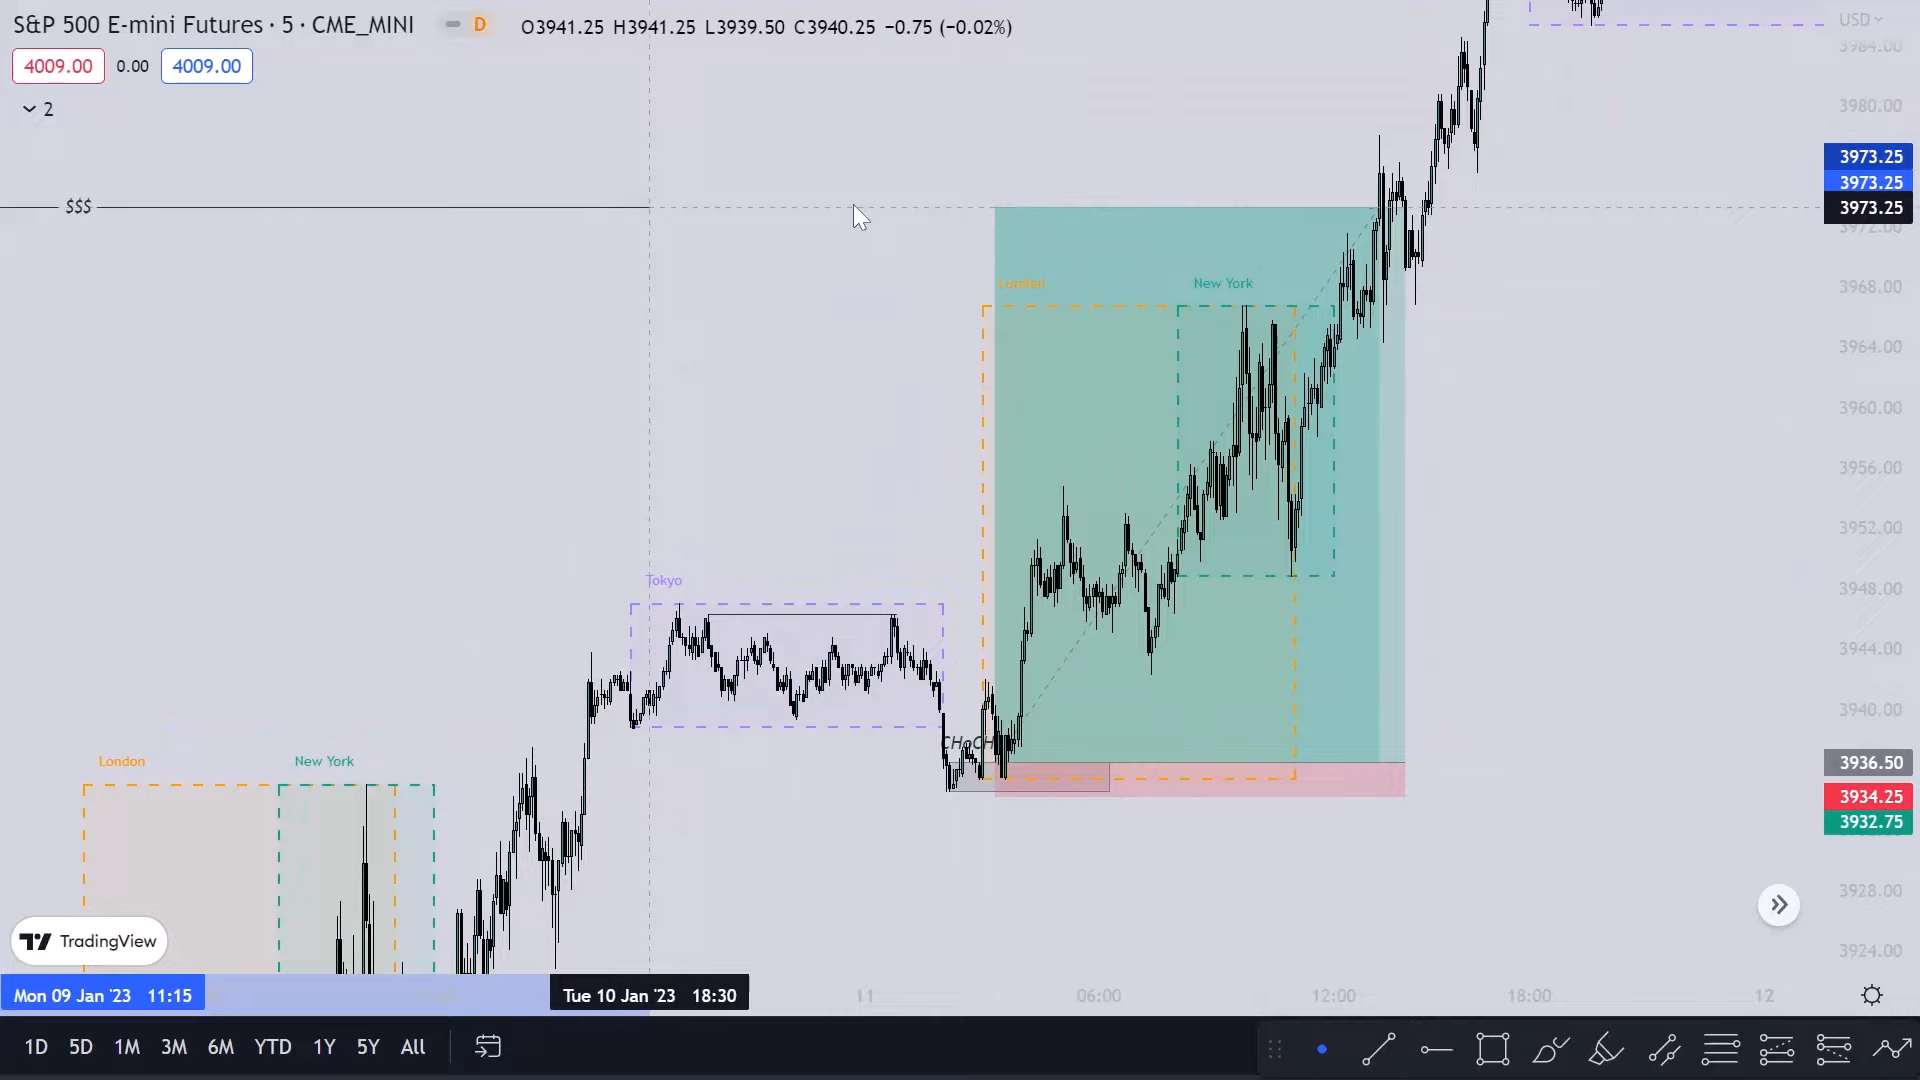 S&P 500 E-mini Futures · 5 · CME_MINI D O3941.25 H3941.25 L3939.50 C3940.25 −0.75 (−0.02%)
USD
3984.00
4009.00 0.00 4009.00
2
3980.00
3973.25
3973.25
$$$
3973.25
3972.00
London New York
3968.00
3964.00
3960.00
3956.00
3952.00
Tokyo
3948.00
3944.00
3940.00
CHoCH
London New York
3936.50
3934.25
3932.75
3928.00
TradingView
3924.00
Mon 09 Jan '23 11:15 Tue 10 Jan '23 18:30 11 06:00 12:00 18:00 12
1D 5D 1M 3M 6M YTD 1Y 5Y All